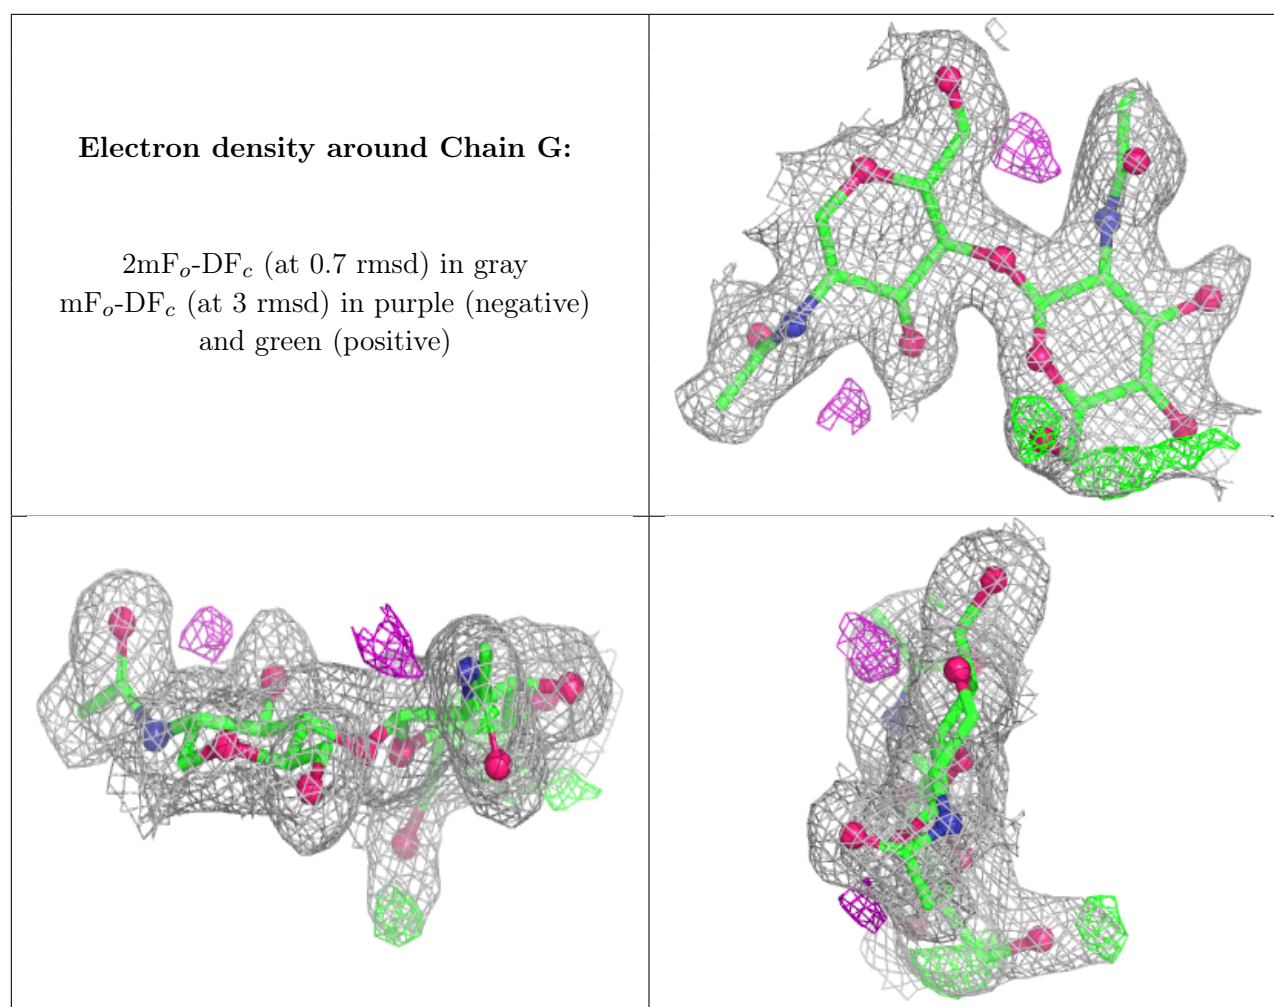 Electron density around Chain G:
2mFₒ-DF𝒸 (at 0.7 rmsd) in gray
mFₒ-DF𝒸 (at 3 rmsd) in purple (negative)
and green (positive)